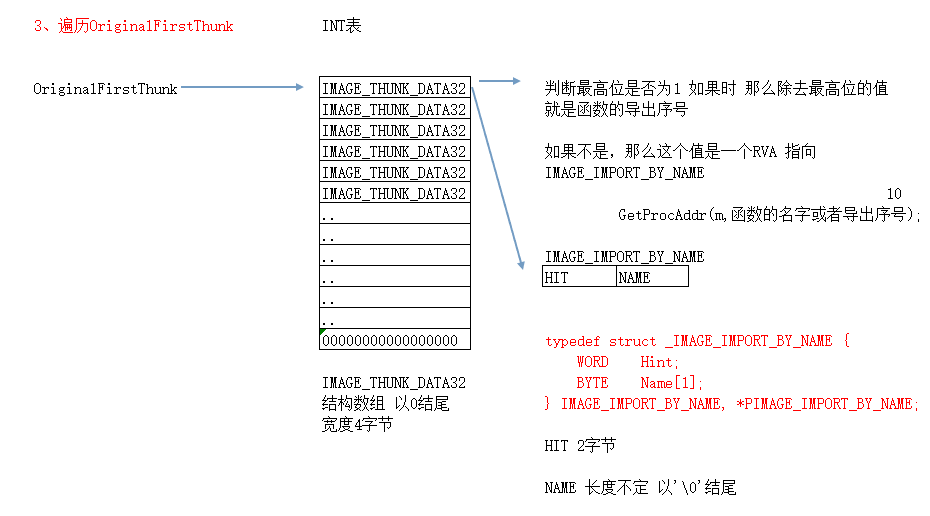 3、遍历OriginalFirstThunk
INT表
OriginalFirstThunk
IMAGE_THUNK_DATA32
IMAGE_THUNK_DATA32
IMAGE_THUNK_DATA32
IMAGE_THUNK_DATA32
IMAGE_THUNK_DATA32
IMAGE_THUNK_DATA32
..
..
..
..
..
..
00000000000000000
IMAGE_THUNK_DATA32
结构数组 以0结尾
宽度4字节
判断最高位是否为1 如果时 那么除去最高位的值
就是函数的导出序号
如果不是，那么这个值是一个RVA 指向
IMAGE_IMPORT_BY_NAME
10
GetProcAddr(m,函数的名字或者导出序号);
IMAGE_IMPORT_BY_NAME
HIT NAME
typedef struct _IMAGE_IMPORT_BY_NAME {
WORD Hint;
BYTE Name[1];
} IMAGE_IMPORT_BY_NAME, *PIMAGE_IMPORT_BY_NAME;
HIT 2字节
NAME 长度不定 以'\0'结尾